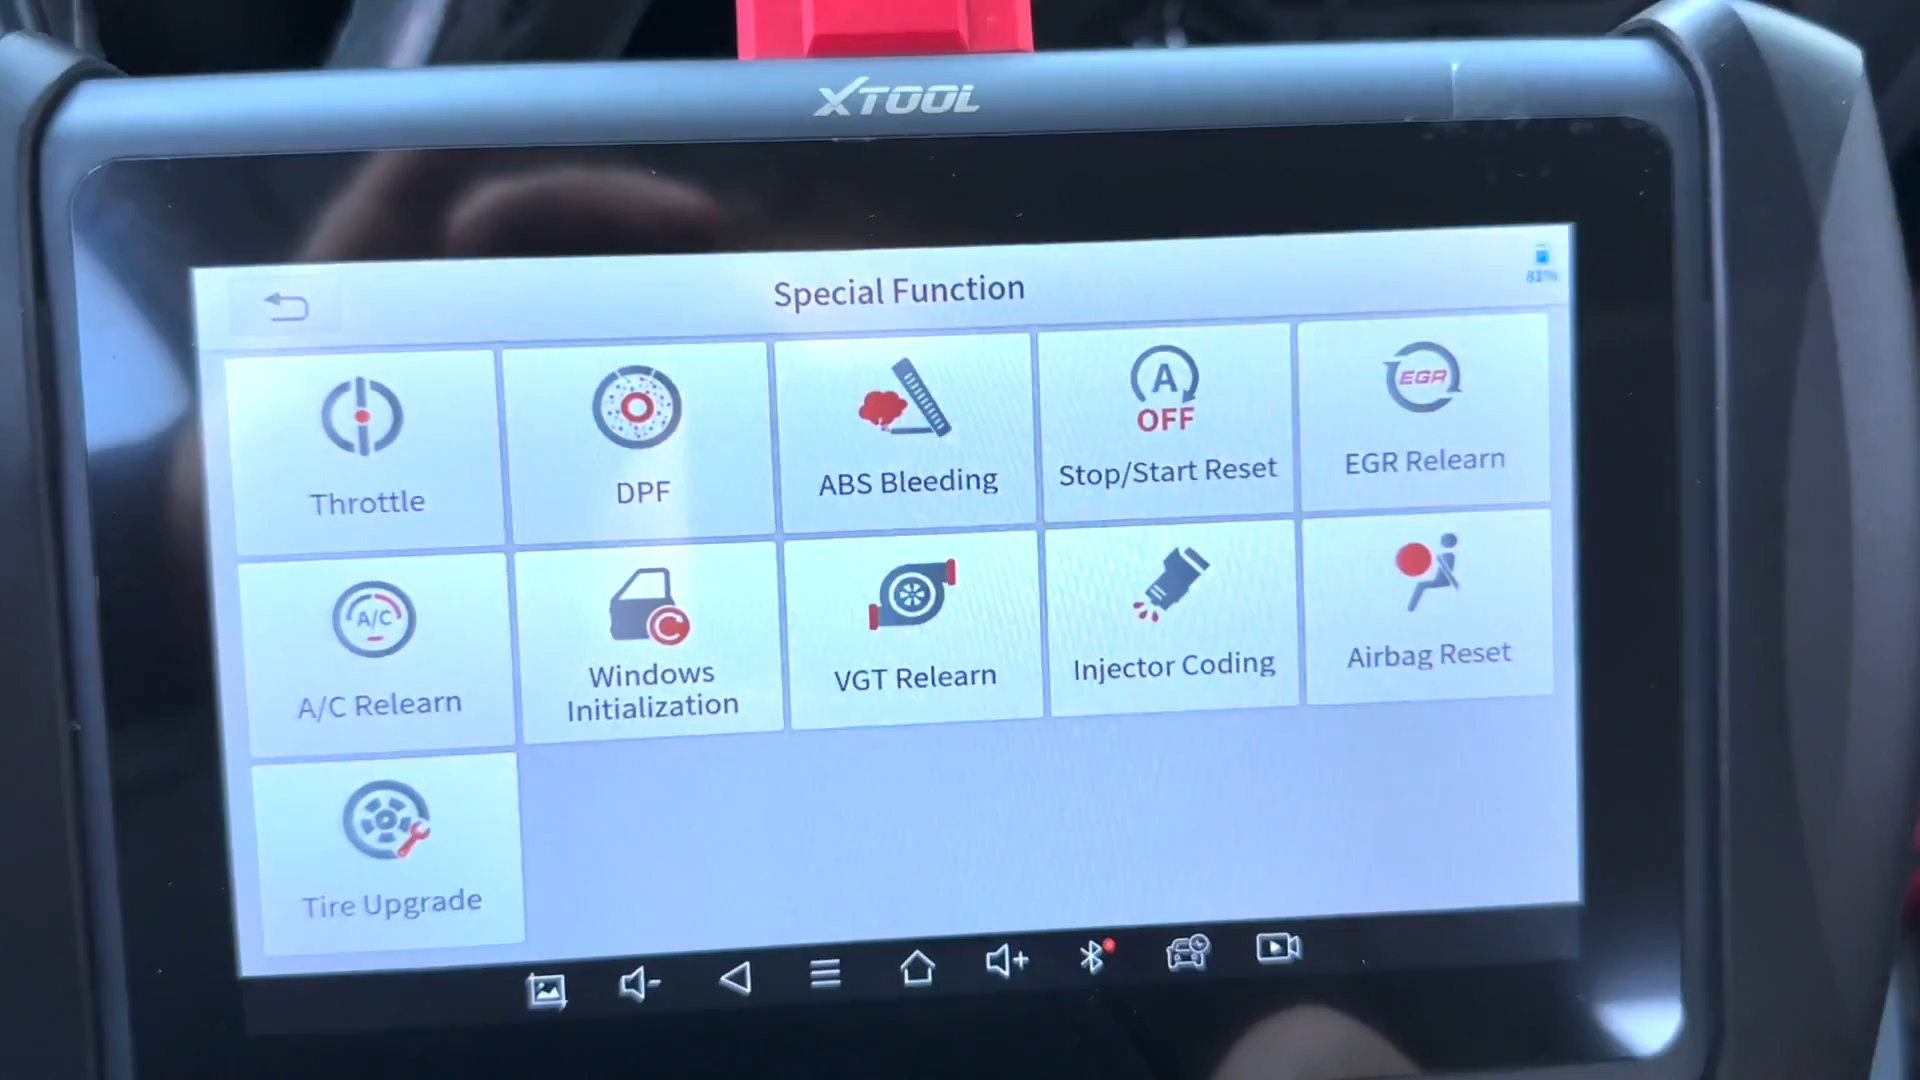 XTOOL
Special Function
81%
Throttle
DPF
ABS Bleeding
A
OFF
Stop/Start Reset
EGR
EGR Relearn
A/C
A/C Relearn
Windows
Initialization
VGT Relearn
Injector Coding
Airbag Reset
Tire Upgrade